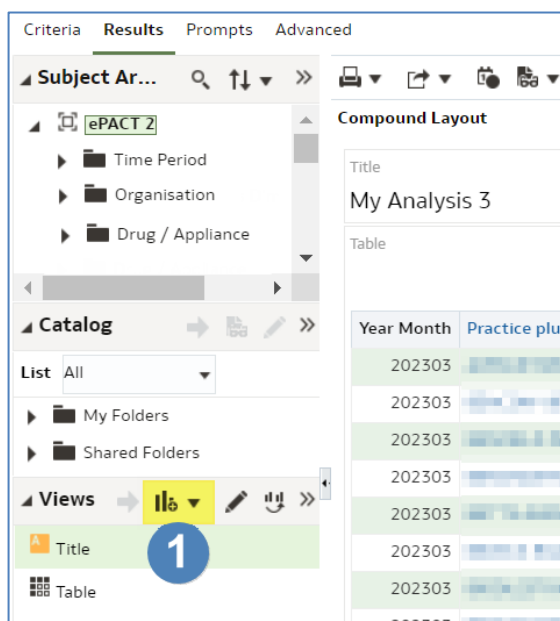 Criteria Results Prompts Advanced
Subject Ar...
ePACT 2
Time Period
Organisation
Drug / Appliance
Catalog
List All
My Folders
Shared Folders
Views
1
A Title
Table
Compound Layout
Title
My Analysis 3
Table
Year Month Practice plu
202303
202303
202303
202303
202303
202303
202303